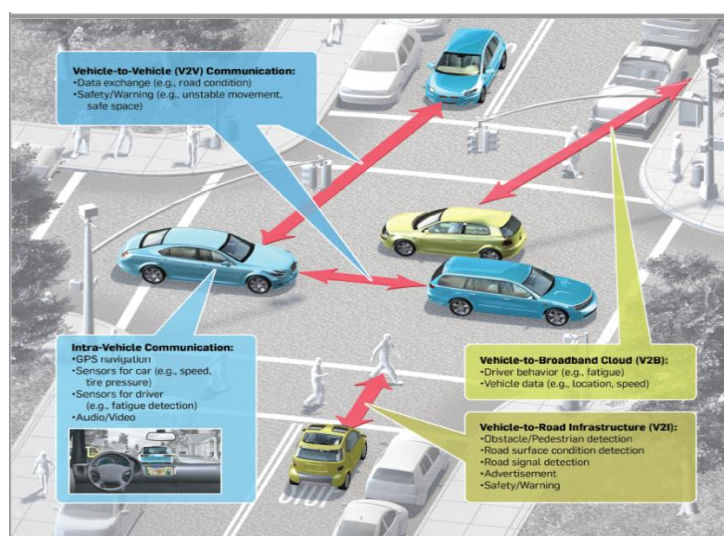 Vehicle-to-Vehicle (V2V) Communication:
•Data exchange (e.g., road condition)
•Safety/Warning (e.g., unstable movement,
safe space)
Intra-Vehicle Communication:
•GPS navigation
•Sensors for car (e.g., speed,
tire pressure)
•Sensors for driver
(e.g., fatigue detection)
•Audio/Video
Vehicle-to-Broadband Cloud (V2B):
•Driver behavior (e.g., fatigue)
•Vehicle data (e.g., location, speed)
Vehicle-to-Road Infrastructure (V2I):
•Obstacle/Pedestrian detection
•Road surface condition detection
•Road signal detection
•Advertisement
•Safety/Warning